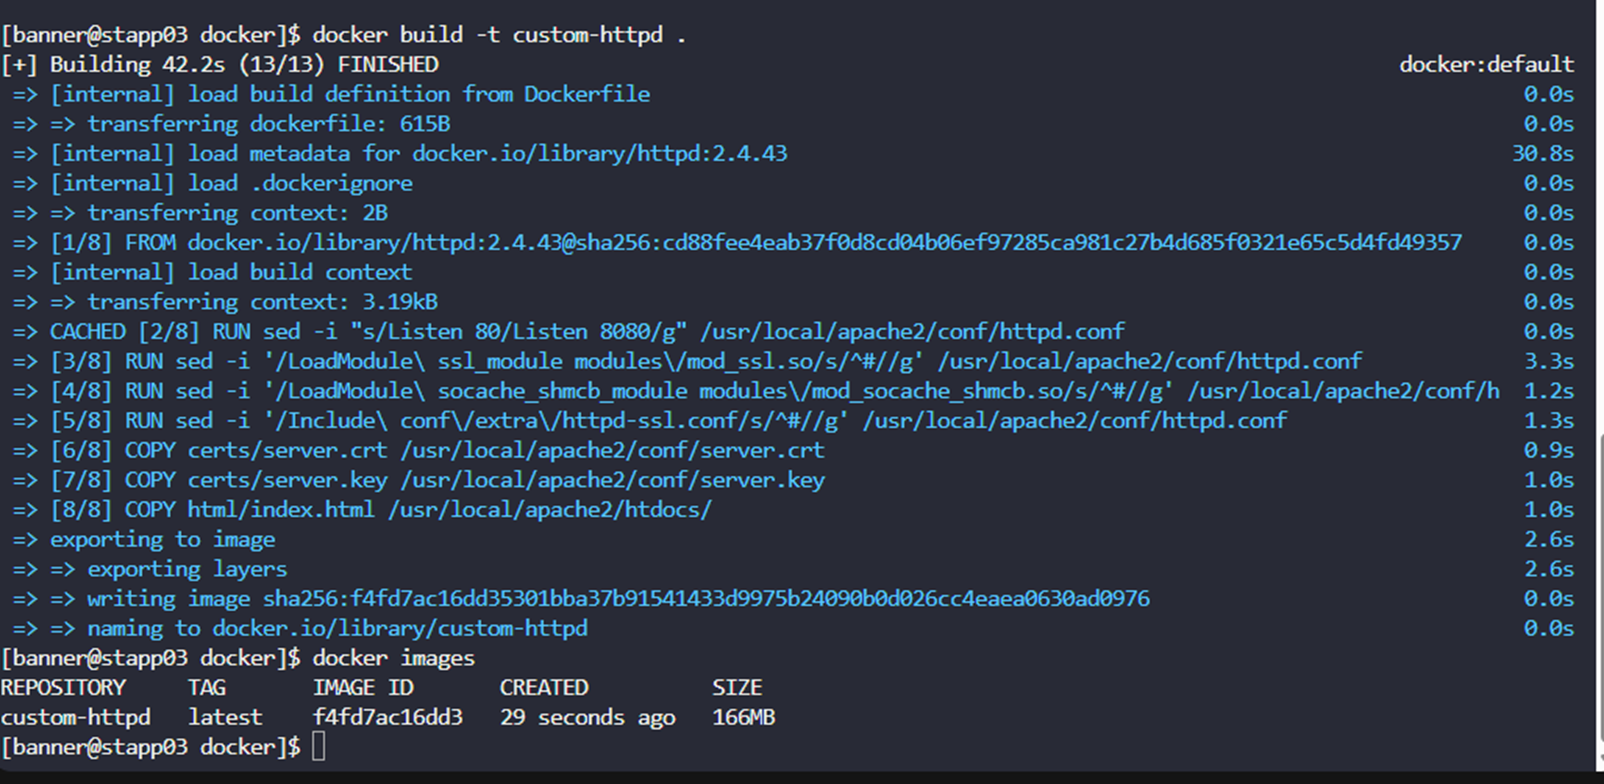 [banner@stapp03 docker]$ docker build -t custom-httpd .
[+] Building 42.2s (13/13) FINISHED docker:default
=> [internal] load build definition from Dockerfile 0.0s
=> => transferring dockerfile: 615B 0.0s
=> [internal] load metadata for docker.io/library/httpd:2.4.43 30.8s
=> [internal] load .dockerignore 0.0s
=> => transferring context: 2B 0.0s
=> [1/8] FROM docker.io/library/httpd:2.4.43@sha256:cd88fee4eab37f0d8cd04b06ef97285ca981c27b4d685f0321e65c5d4fd49357 0.0s
=> [internal] load build context 0.0s
=> => transferring context: 3.19kB 0.0s
=> CACHED [2/8] RUN sed -i "s/Listen 80/Listen 8080/g" /usr/local/apache2/conf/httpd.conf 0.0s
=> [3/8] RUN sed -i '/LoadModule\ ssl_module modules\/mod_ssl.so/s/^#//g' /usr/local/apache2/conf/httpd.conf 3.3s
=> [4/8] RUN sed -i '/LoadModule\ socache_shmcb_module modules\/mod_socache_shmcb.so/s/^#//g' /usr/local/apache2/conf/h 1.2s
=> [5/8] RUN sed -i '/Include\ conf\/extra\/httpd-ssl.conf/s/^#//g' /usr/local/apache2/conf/httpd.conf 1.3s
=> [6/8] COPY certs/server.crt /usr/local/apache2/conf/server.crt 0.9s
=> [7/8] COPY certs/server.key /usr/local/apache2/conf/server.key 1.0s
=> [8/8] COPY html/index.html /usr/local/apache2/htdocs/ 1.0s
=> exporting to image 2.6s
=> => exporting layers 2.6s
=> => writing image sha256:f4fd7ac16dd35301bba37b91541433d9975b24090b0d026cc4eaea0630ad0976 0.0s
=> => naming to docker.io/library/custom-httpd 0.0s
[banner@stapp03 docker]$ docker images
REPOSITORY TAG IMAGE ID CREATED SIZE
custom-httpd latest f4fd7ac16dd3 29 seconds ago 166MB
[banner@stapp03 docker]$